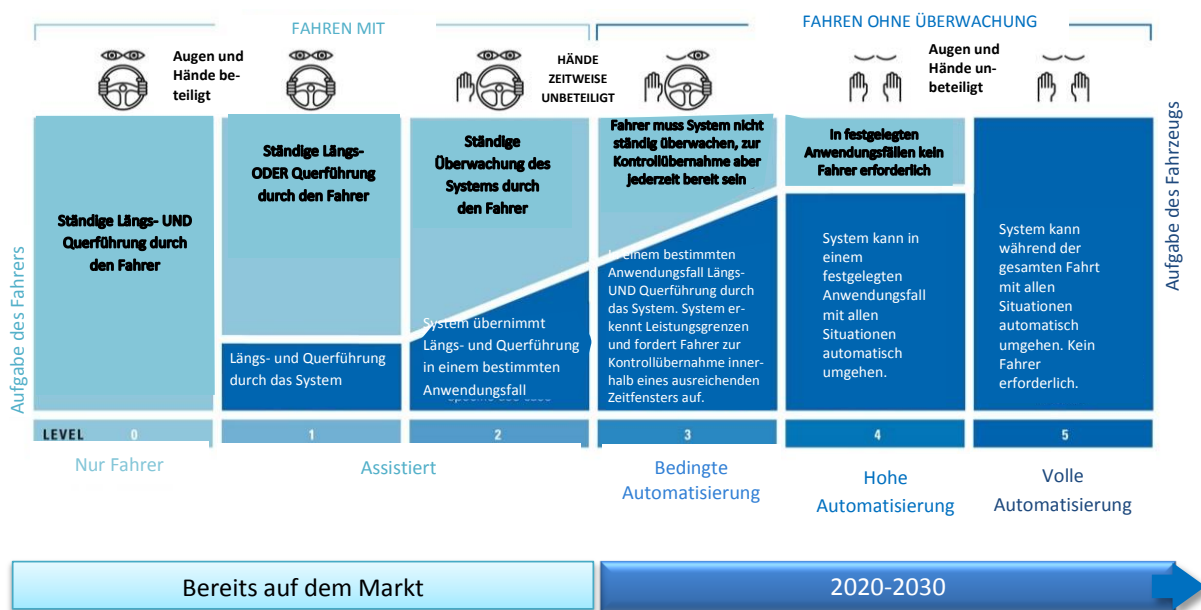 FAHREN MIT
FAHREN OHNE ÜBERWACHUNG
Augen und
Hände be-
teiligt
HÄNDE
ZEITWEISE
UNBETEILIGT
Augen und
Hände un-
beteiligt
Aufgabe des Fahrers
Ständige Längs- UND
Querführung durch
den Fahrer
Ständige Längs-
ODER Querführung
durch den Fahrer
Längs- und Querführung
durch das System
Ständige
Überwachung des
Systems durch
den Fahrer
System übernimmt
Längs- und Querführung
in einem bestimmten
Anwendungsfall
Fahrer muss System nicht
ständig überwachen, zur
Kontrollübernahme aber
jederzeit bereit sein
In einem bestimmten
Anwendungsfall Längs-
UND Querführung durch
das System. System er-
kennt Leistungsgrenzen
und fordert Fahrer zur
Kontrollübernahme inner-
halb eines ausreichenden
Zeitfensters auf.
In festgelegten
Anwendungsfällen kein
Fahrer erforderlich
System kann in
einem
festgelegten
Anwendungsfall
mit allen
Situationen
automatisch
umgehen.
System kann
während der
gesamten Fahrt
mit allen
Situationen
automatisch
umgehen. Kein
Fahrer
erforderlich.
Aufgabe des Fahrzeugs
LEVEL 0 1 2 3 4 5
Nur Fahrer
Assistiert
Bedingte
Automatisierung
Hohe
Automatisierung
Volle
Automatisierung
Bereits auf dem Markt
2020-2030